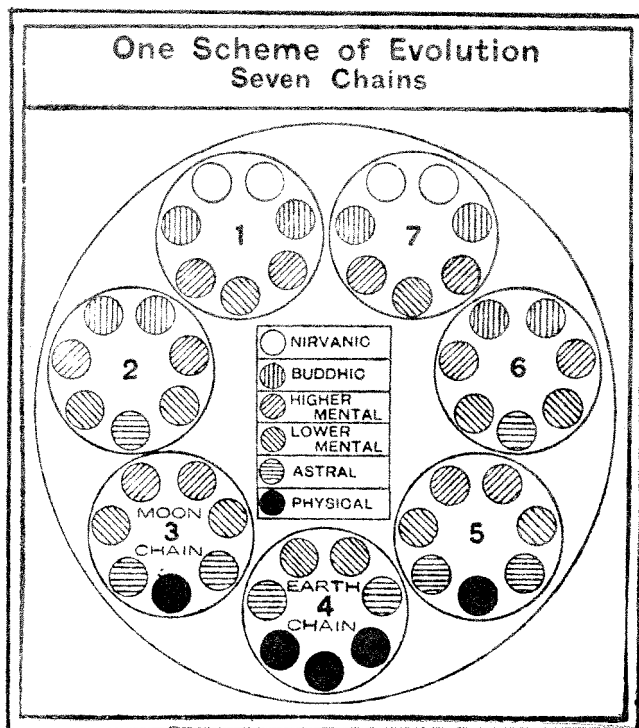 One Scheme of Evolution
Seven Chains
1
7
2
6
NIRVANIC
BUDDHIC
HIGHER
MENTAL
LOWER
MENTAL
ASTRAL
PHYSICAL
MOON
3
CHAIN
5
EARTH
4
CHAIN